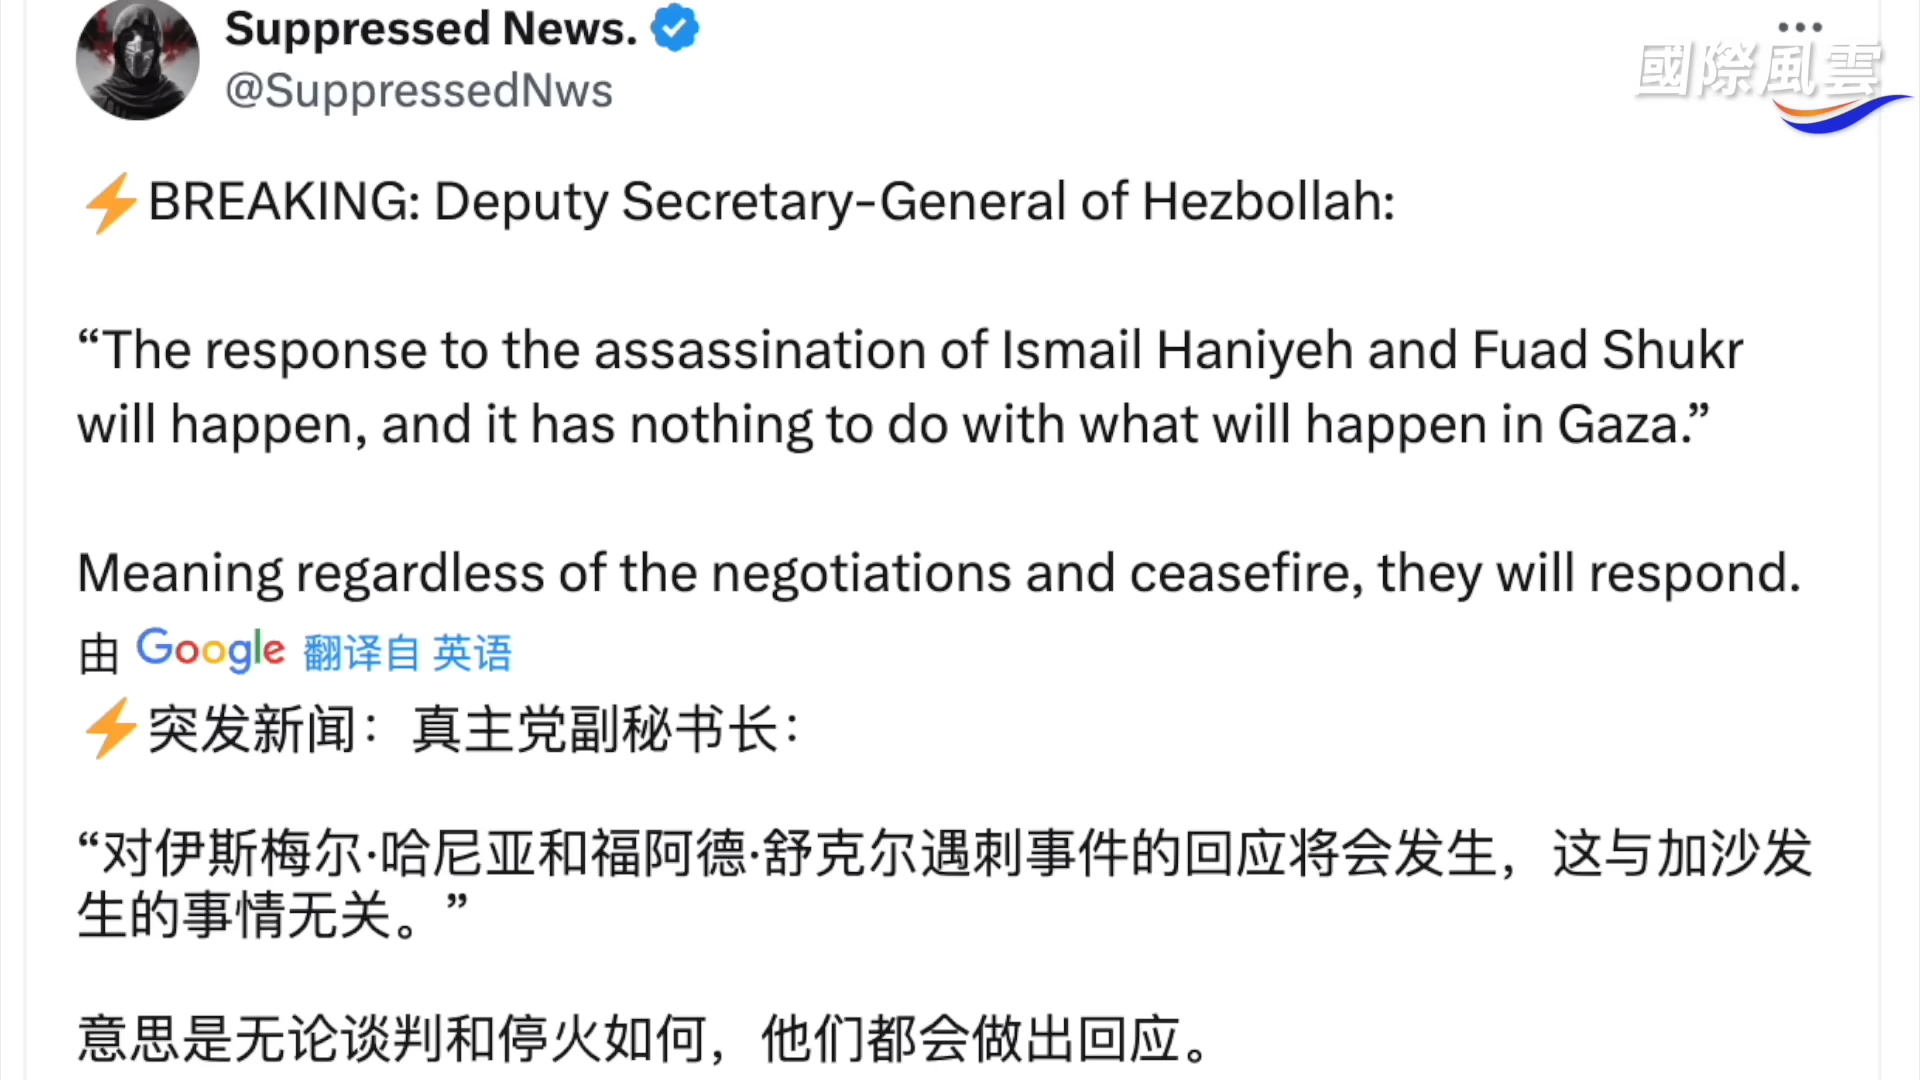 Suppressed News.
@SuppressedNws
國際風雲
⚡BREAKING: Deputy Secretary-General of Hezbollah:
“The response to the assassination of Ismail Haniyeh and Fuad Shukr
will happen, and it has nothing to do with what will happen in Gaza.”
Meaning regardless of the negotiations and ceasefire, they will respond.
由 Google 翻译自 英语
⚡突发新闻：真主党副秘书长：
“对伊斯梅尔·哈尼亚和福阿德·舒克尔遇刺事件的回应将会发生，这与加沙发
生的事情无关。”
意思是无论谈判和停火如何，他们都会做出回应。